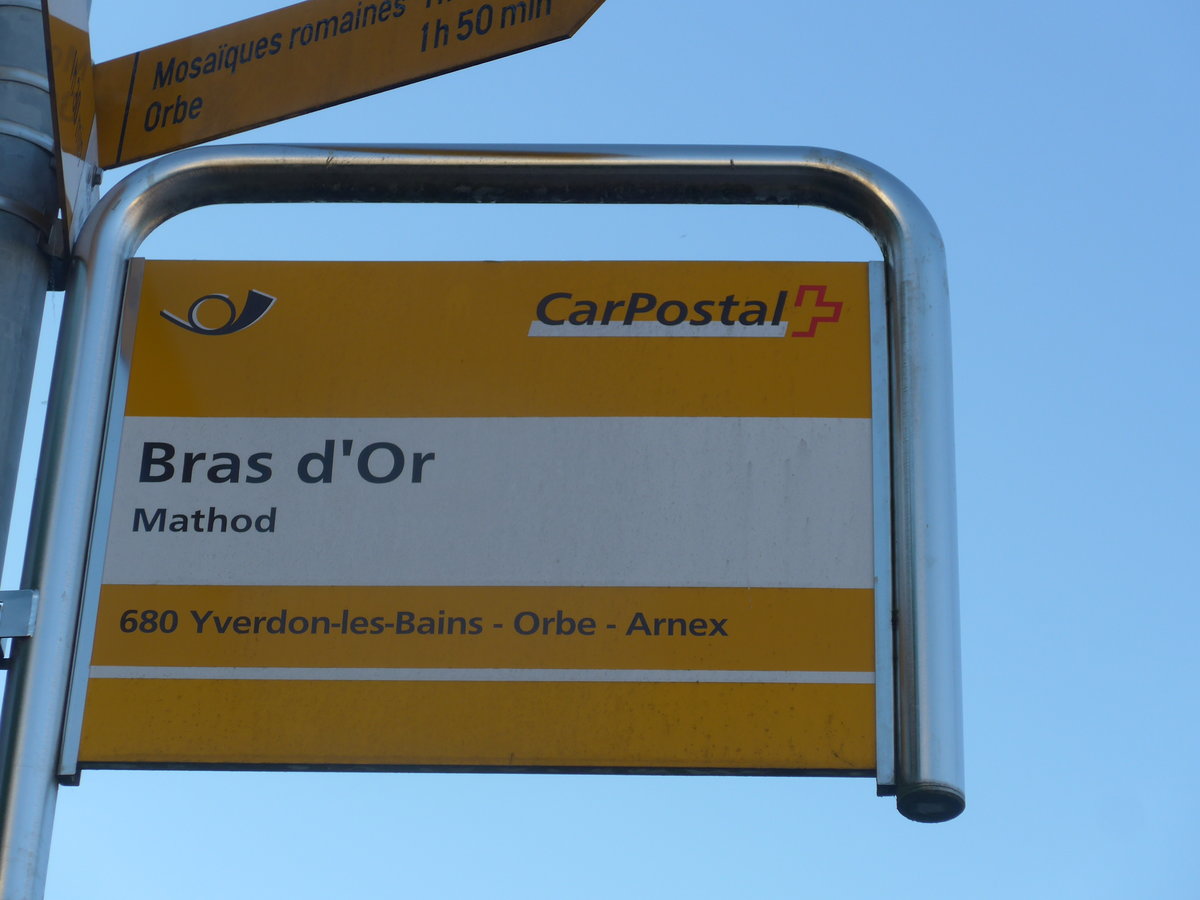 Mosaïques romaines
Orbe 1h 50 min
CarPostal
Bras d'Or
Mathod
680 Yverdon-les-Bains - Orbe - Arnex